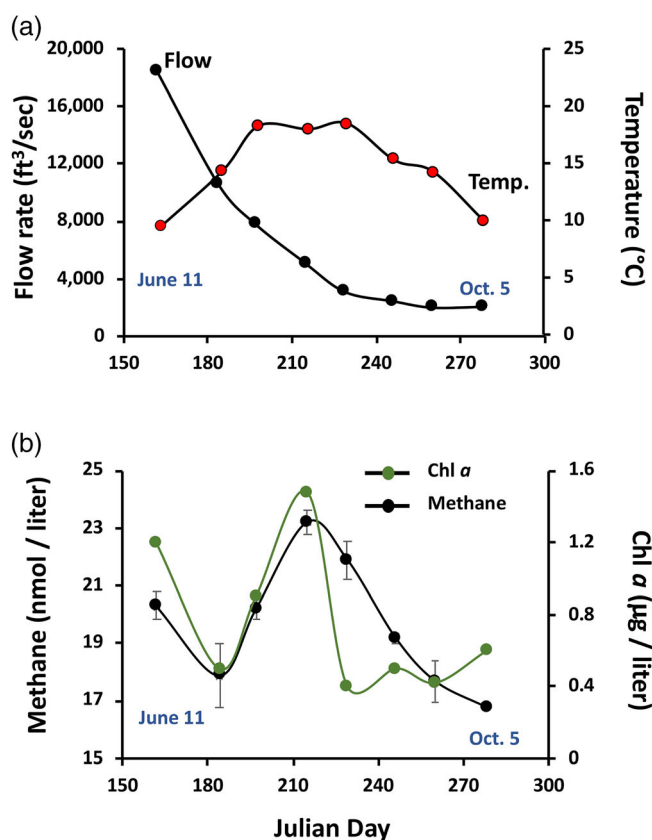 (a)
20,000
16,000
12,000
8,000
4,000
0
Flow rate (ft³/sec)
Flow
Temp.
June 11
Oct. 5
25
20
15
10
5
0
Temperature (°C)
150
180
210
240
270
300
(b)
25
23
21
19
17
15
Methane (nmol / liter)
Chl a
Methane
June 11
Oct. 5
1.6
1.2
0.8
0.4
0
Chl a (µg / liter)
150
180
210
240
270
300
Julian Day